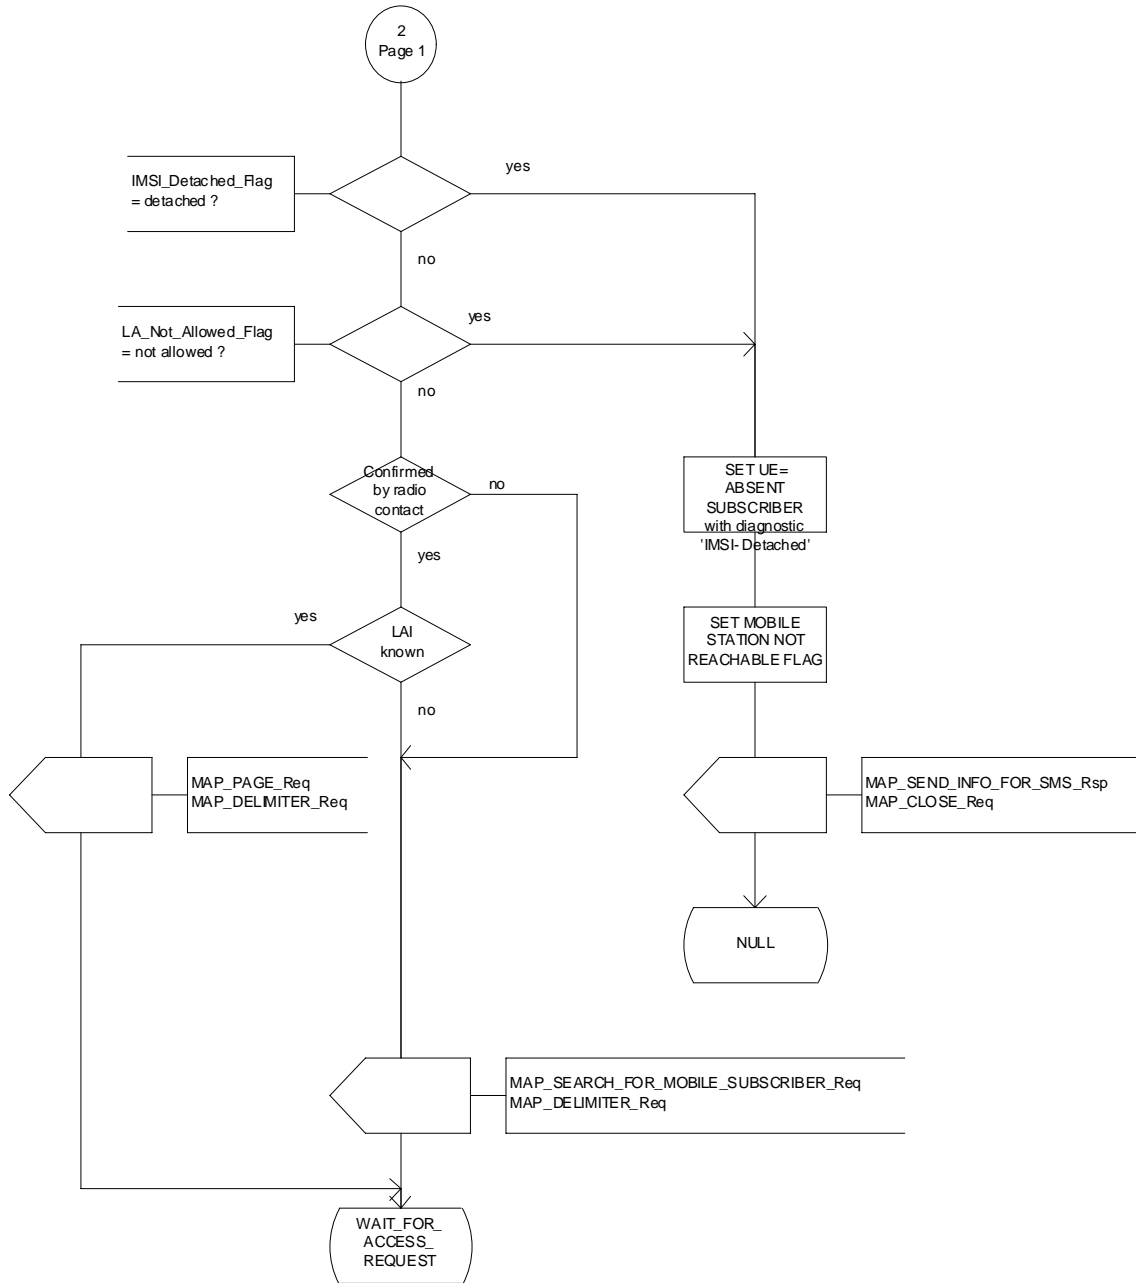 2
Page 1
yes
IMSI_Detached_Flag
= detached ?
no
yes
LA_Not_Allowed_Flag
= not allowed ?
no
Confirmed
by radio
contact
no
SET UE=
ABSENT
SUBSCRIBER
with diagnostic
'IMSI-Detached'
yes
yes
LAI
known
SET MOBILE
STATION NOT
REACHABLE FLAG
no
MAP_PAGE_Req
MAP_DELIMITER_Req
MAP_SEND_INFO_FOR_SMS_Rsp
MAP_CLOSE_Req
NULL
MAP_SEARCH_FOR_MOBILE_SUBSCRIBER_Req
MAP_DELIMITER_Req
WAIT_FOR_
ACCESS_
REQUEST